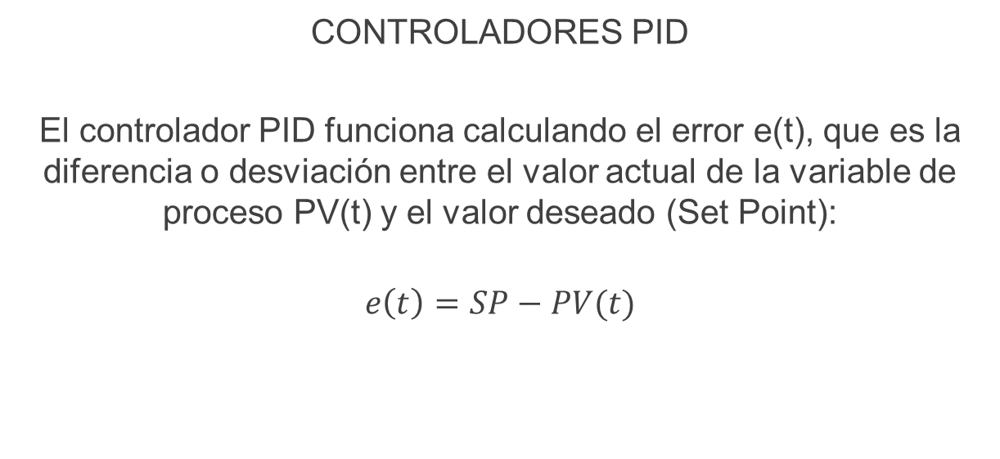 CONTROLADORES PID
El controlador PID funciona calculando el error e(t), que es la
diferencia o desviación entre el valor actual de la variable de
proceso PV(t) y el valor deseado (Set Point):
e(t) = SP − PV(t)